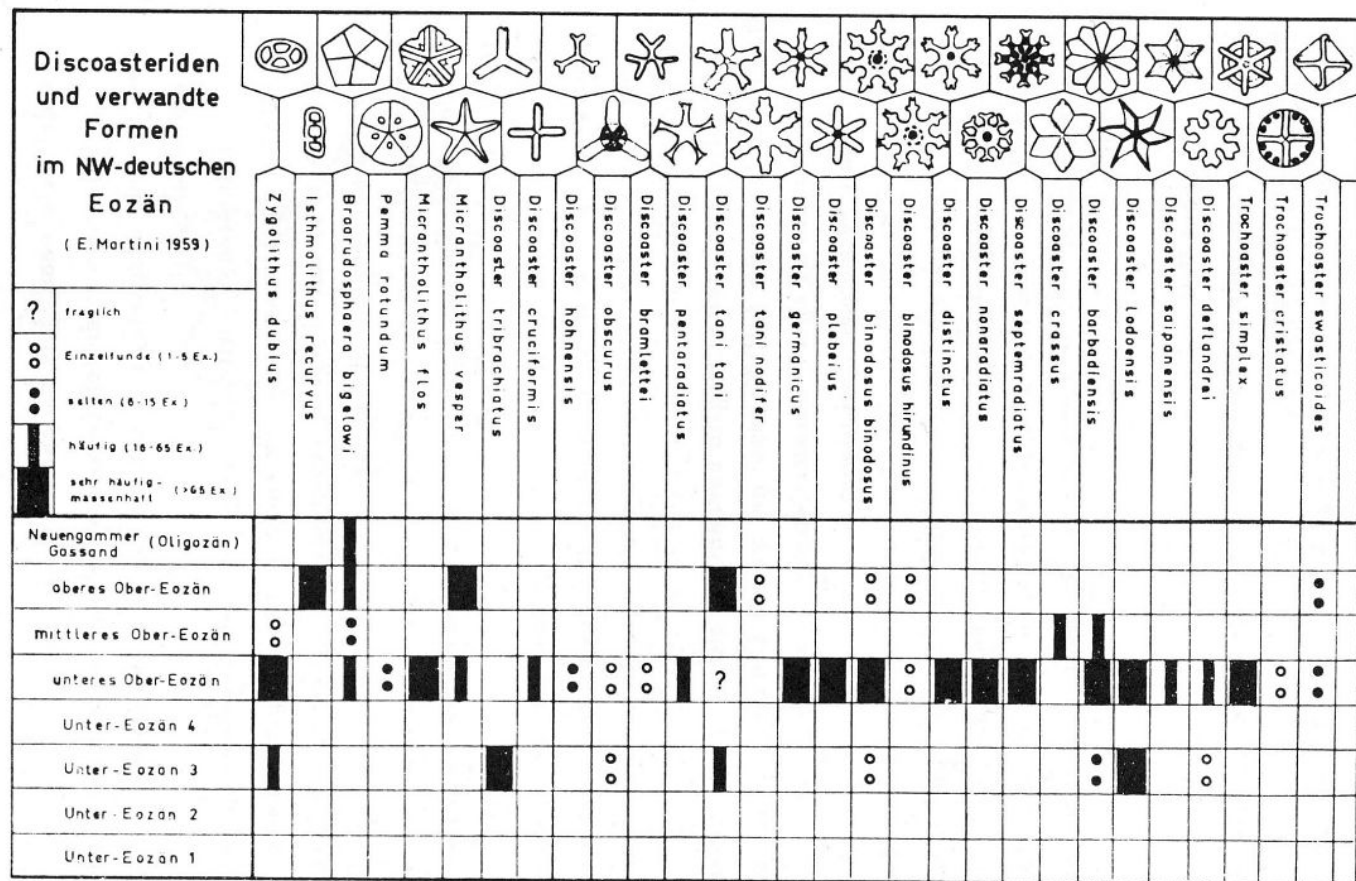 Discoasteriden
und verwandte
Formen
im NW-deutschen
Eozän
(E. Martini 1959)
? fraglich
Einzelfunde (1-5 Ex.)
selten (6-15 Ex.)
häufig (16-65 Ex.)
sehr häufig-
massenhaft (>65 Ex.)
Zygolithus dubius
Isthmolithus recurvus
Braarudosphaera bigelowi
Pemma rotundum
Micrantholithus flos
Micrantholithus vesper
Discoaster tribrachiatus
Discoaster cruciformis
Discoaster hohnensis
Discoaster obscurus
Discoaster bramlettei
Discoaster pentaradiatus
Discoaster tani tani
Discoaster tani nodifer
Discoaster germanicus
Discoaster plebeius
Discoaster binodosus binodosus
Discoaster binodosus hirundinus
Discoaster distinctus
Discoaster nonaradiatus
Discoaster septemradiatus
Discoaster crassus
Discoaster barbadiensis
Discoaster lodoensis
Discoaster saipanensis
Discoaster deflandrei
Trochoaster simplex
Trochoaster cristatus
Trochoaster swasticoides
Neuengammer (Oligozän)
Gassand
oberes Ober-Eozän
mittleres Ober-Eozän
unteres Ober-Eozän ?
Unter-Eozän 4
Unter-Eozän 3
Unter-Eozän 2
Unter-Eozän 1